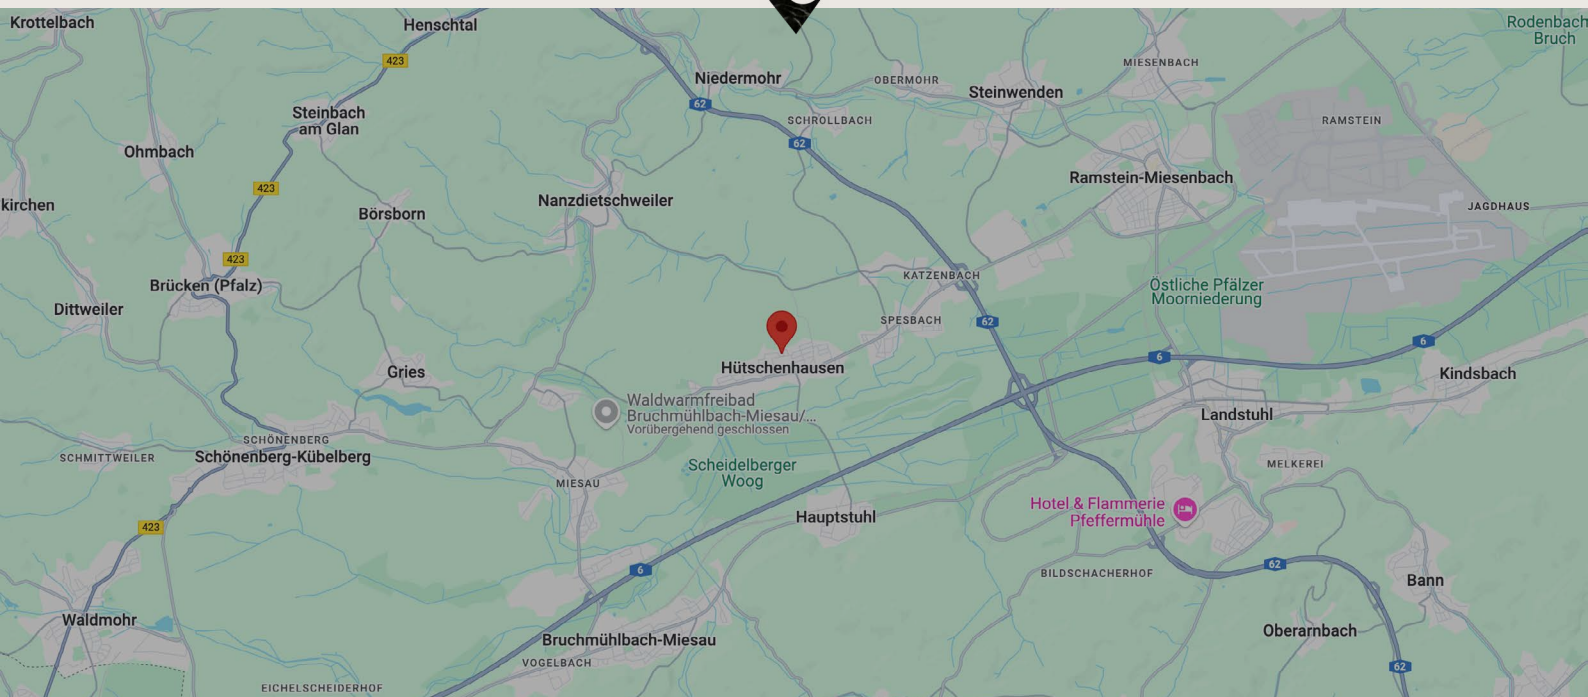 Krottelbach
Henschtal
Rodenbach
Bruch
423
MIESENBACH
Niedermohr
OBERMOHR
Steinwenden
62
Steinbach
am Glan
SCHROLLBACH
RAMSTEIN
62
Ohmbach
Ramstein-Miesenbach
423
kirchen
Nanzdietschweiler
JAGDHAUS
Börsborn
423
KATZENBACH
Brücken (Pfalz)
Östliche Pfälzer
Moorniederung
Dittweiler
SPESBACH
62
6
6
Hütschenhausen
Gries
Kindsbach
Waldwarmfreibad
Bruchmühlbach-Miesau/...
Vorübergehend geschlossen
Landstuhl
SCHÖNENBERG
SCHMITTWEILER
Schönenberg-Kübelberg
Scheidelberger
Woog
MELKEREI
MIESAU
Hotel & Flammerie
Pfeffermühle
Hauptstuhl
423
6
62
BILDSCHACHERHOF
Bann
Waldmohr
Oberarnbach
Bruchmühlbach-Miesau
VOGELBACH
62
EICHELSCHEIDERHOF